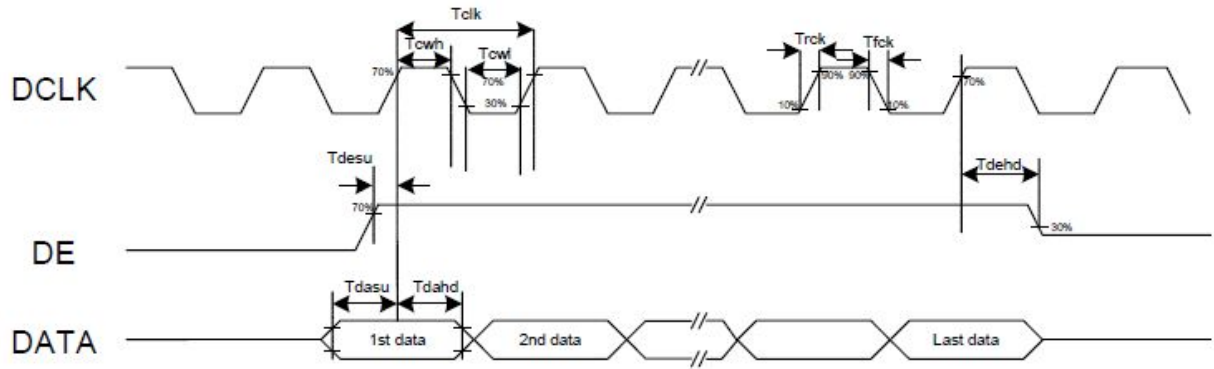 Tclk
Tcwh
Tcwl
Trck
Tfck
DCLK
70%
70%
30%
90%
90%
10%
10%
70%
Tdesu
Tdehd
70%
30%
DE
Tdasu
Tdahd
DATA
1st data
2nd data
Last data